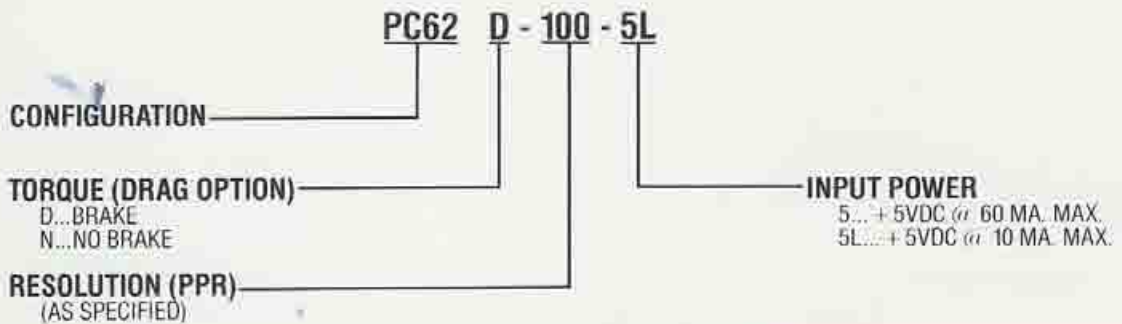 PC62 D - 100 - 5L
CONFIGURATION
TORQUE (DRAG OPTION)
D...BRAKE
N...NO BRAKE
RESOLUTION (PPR)
(AS SPECIFIED)
INPUT POWER
5... + 5VDC @ 60 MA. MAX.
5L... + 5VDC @ 10 MA. MAX.